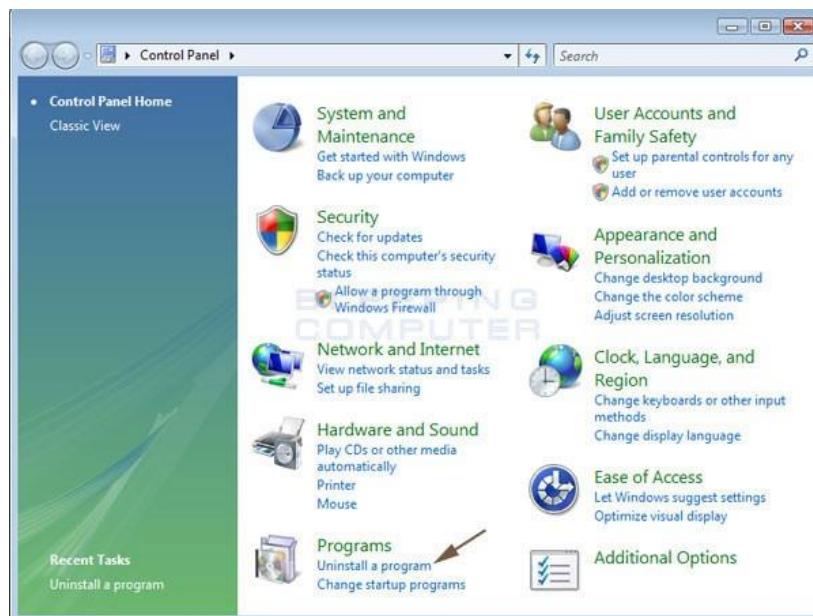 Control Panel
Search
Control Panel Home
Classic View
Recent Tasks
Uninstall a program
System and
Maintenance
Get started with Windows
Back up your computer
Security
Check for updates
Check this computer's security
status
Allow a program through
Windows Firewall
Network and Internet
View network status and tasks
Set up file sharing
Hardware and Sound
Play CDs or other media
automatically
Printer
Mouse
Programs
Uninstall a program
Change startup programs
User Accounts and
Family Safety
Set up parental controls for any
user
Add or remove user accounts
Appearance and
Personalization
Change desktop background
Change the color scheme
Adjust screen resolution
Clock, Language, and
Region
Change keyboards or other input
methods
Change display language
Ease of Access
Let Windows suggest settings
Optimize visual display
Additional Options
BLEEPING
COMPUTER